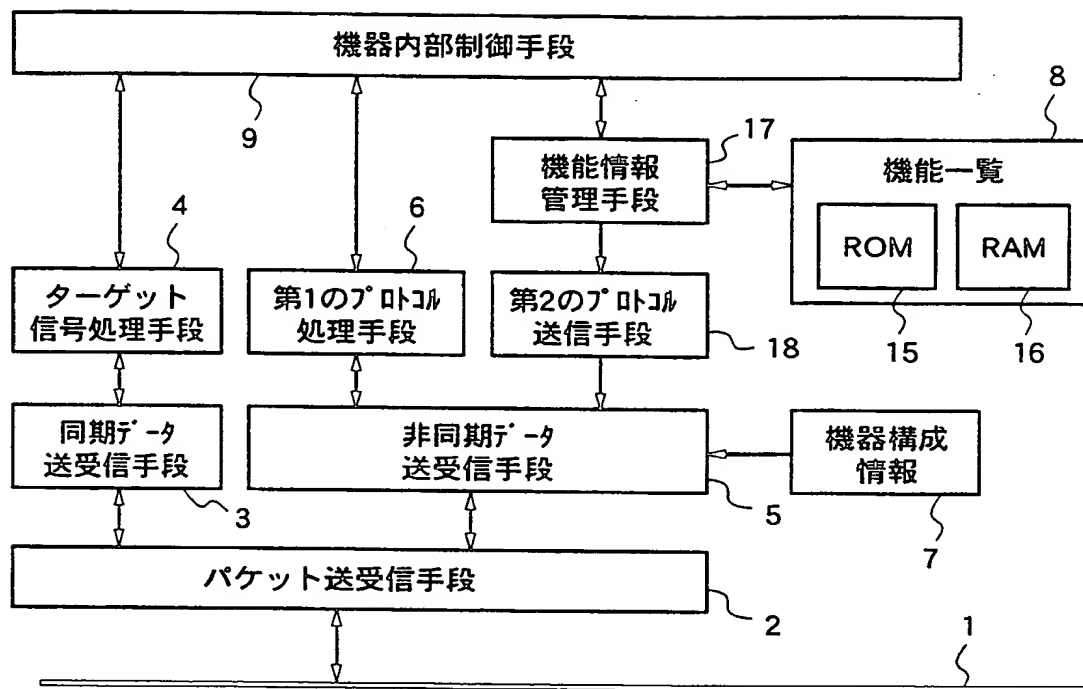 機器内部制御手段
9
8
17
機能情報
管理手段
機能一覧
ROM
RAM
4
6
ターゲット
信号処理手段
第1のﾌﾟﾛﾄｺﾙ
処理手段
第2のﾌﾟﾛﾄｺﾙ
送信手段
18
15
16
同期ﾃﾞｰﾀ
送受信手段
非同期ﾃﾞｰﾀ
送受信手段
機器構成
情報
3
5
7
パケット送受信手段
2
1